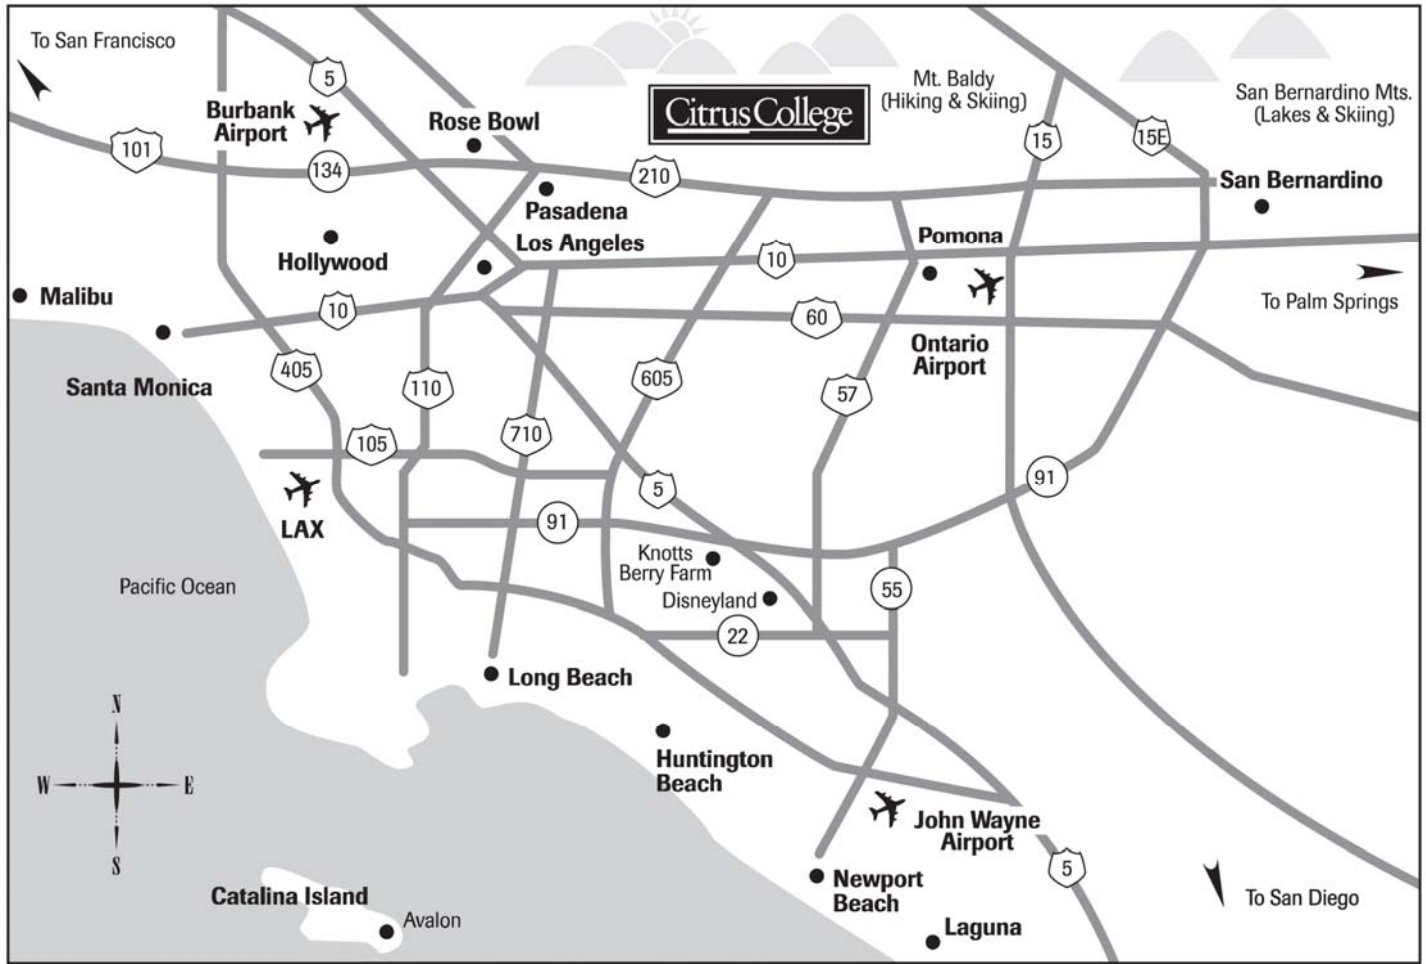 To San Francisco
5
Burbank
Airport
101
134
Rose Bowl
Citrus College
Mt. Baldy
(Hiking & Skiing)
San Bernardino Mts.
(Lakes & Skiing)
15
15E
210
San Bernardino
Pasadena
Los Angeles
Hollywood
Pomona
10
To Palm Springs
Malibu
10
60
Ontario
Airport
Santa Monica
405
110
605
57
105
710
5
91
LAX
91
Knotts
Berry Farm
Disneyland
55
22
Pacific Ocean
Long Beach
N
W
E
S
Huntington
Beach
John Wayne
Airport
5
Newport
Beach
To San Diego
Catalina Island
Avalon
Laguna